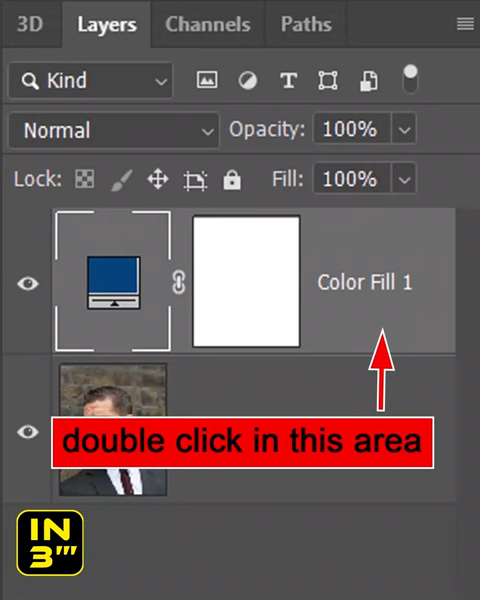 3D Layers Channels Paths
Kind T
Normal Opacity: 100%
Lock: Fill: 100%
Color Fill 1
double click in this area
IN
3"'